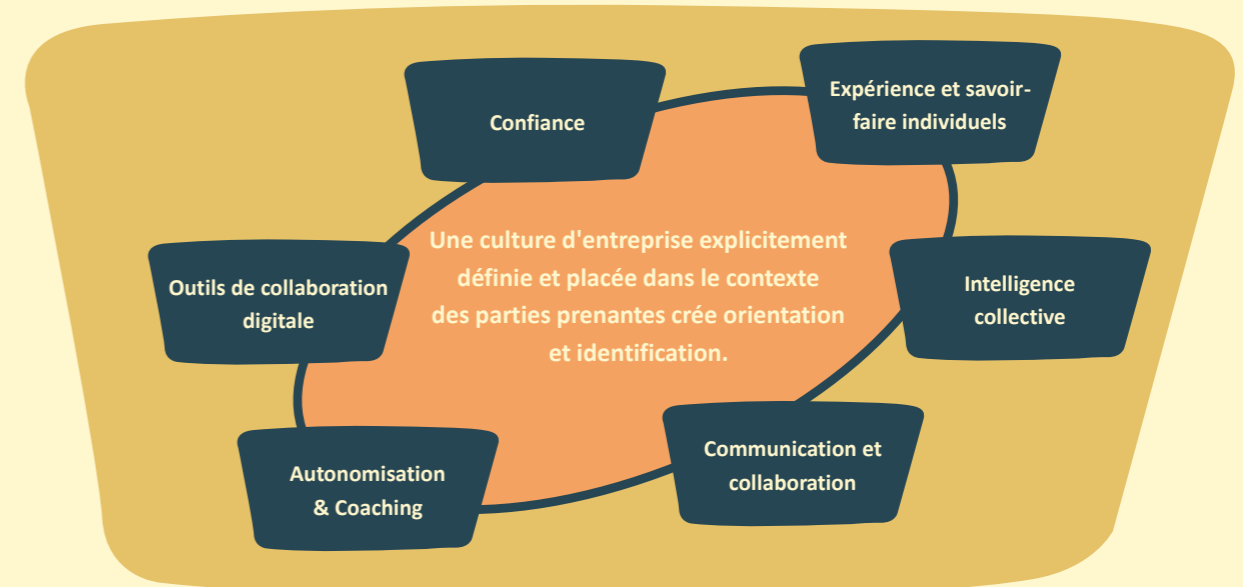 Confiance
Expérience et savoir-
faire individuels
Une culture d'entreprise explicitement
définie et placée dans le contexte
des parties prenantes crée orientation
et identification.
Outils de collaboration
digitale
Intelligence
collective
Autonomisation
& Coaching
Communication et
collaboration